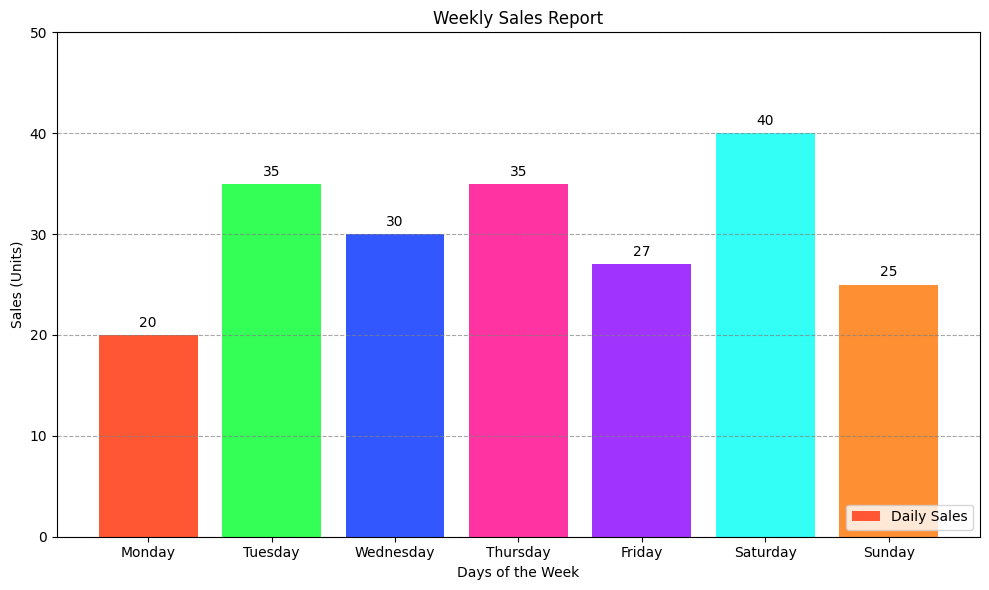 Weekly Sales Report
Sales (Units)
50
40
30
20
10
0
20
35
30
35
27
40
25
Daily Sales
Monday Tuesday Wednesday Thursday Friday Saturday Sunday
Days of the Week